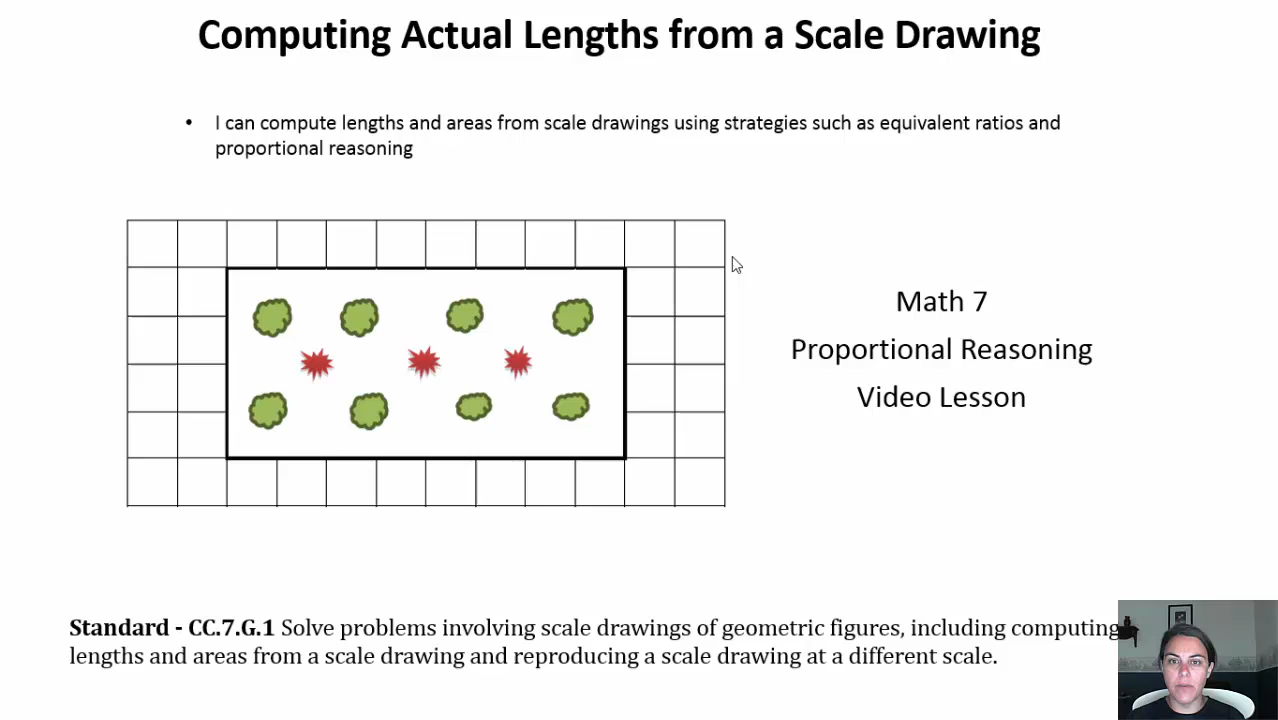 Computing Actual Lengths from a Scale Drawing
• I can compute lengths and areas from scale drawings using strategies such as equivalent ratios and
proportional reasoning
Math 7
Proportional Reasoning
Video Lesson
Standard - CC.7.G.1 Solve problems involving scale drawings of geometric figures, including computing
lengths and areas from a scale drawing and reproducing a scale drawing at a different scale.